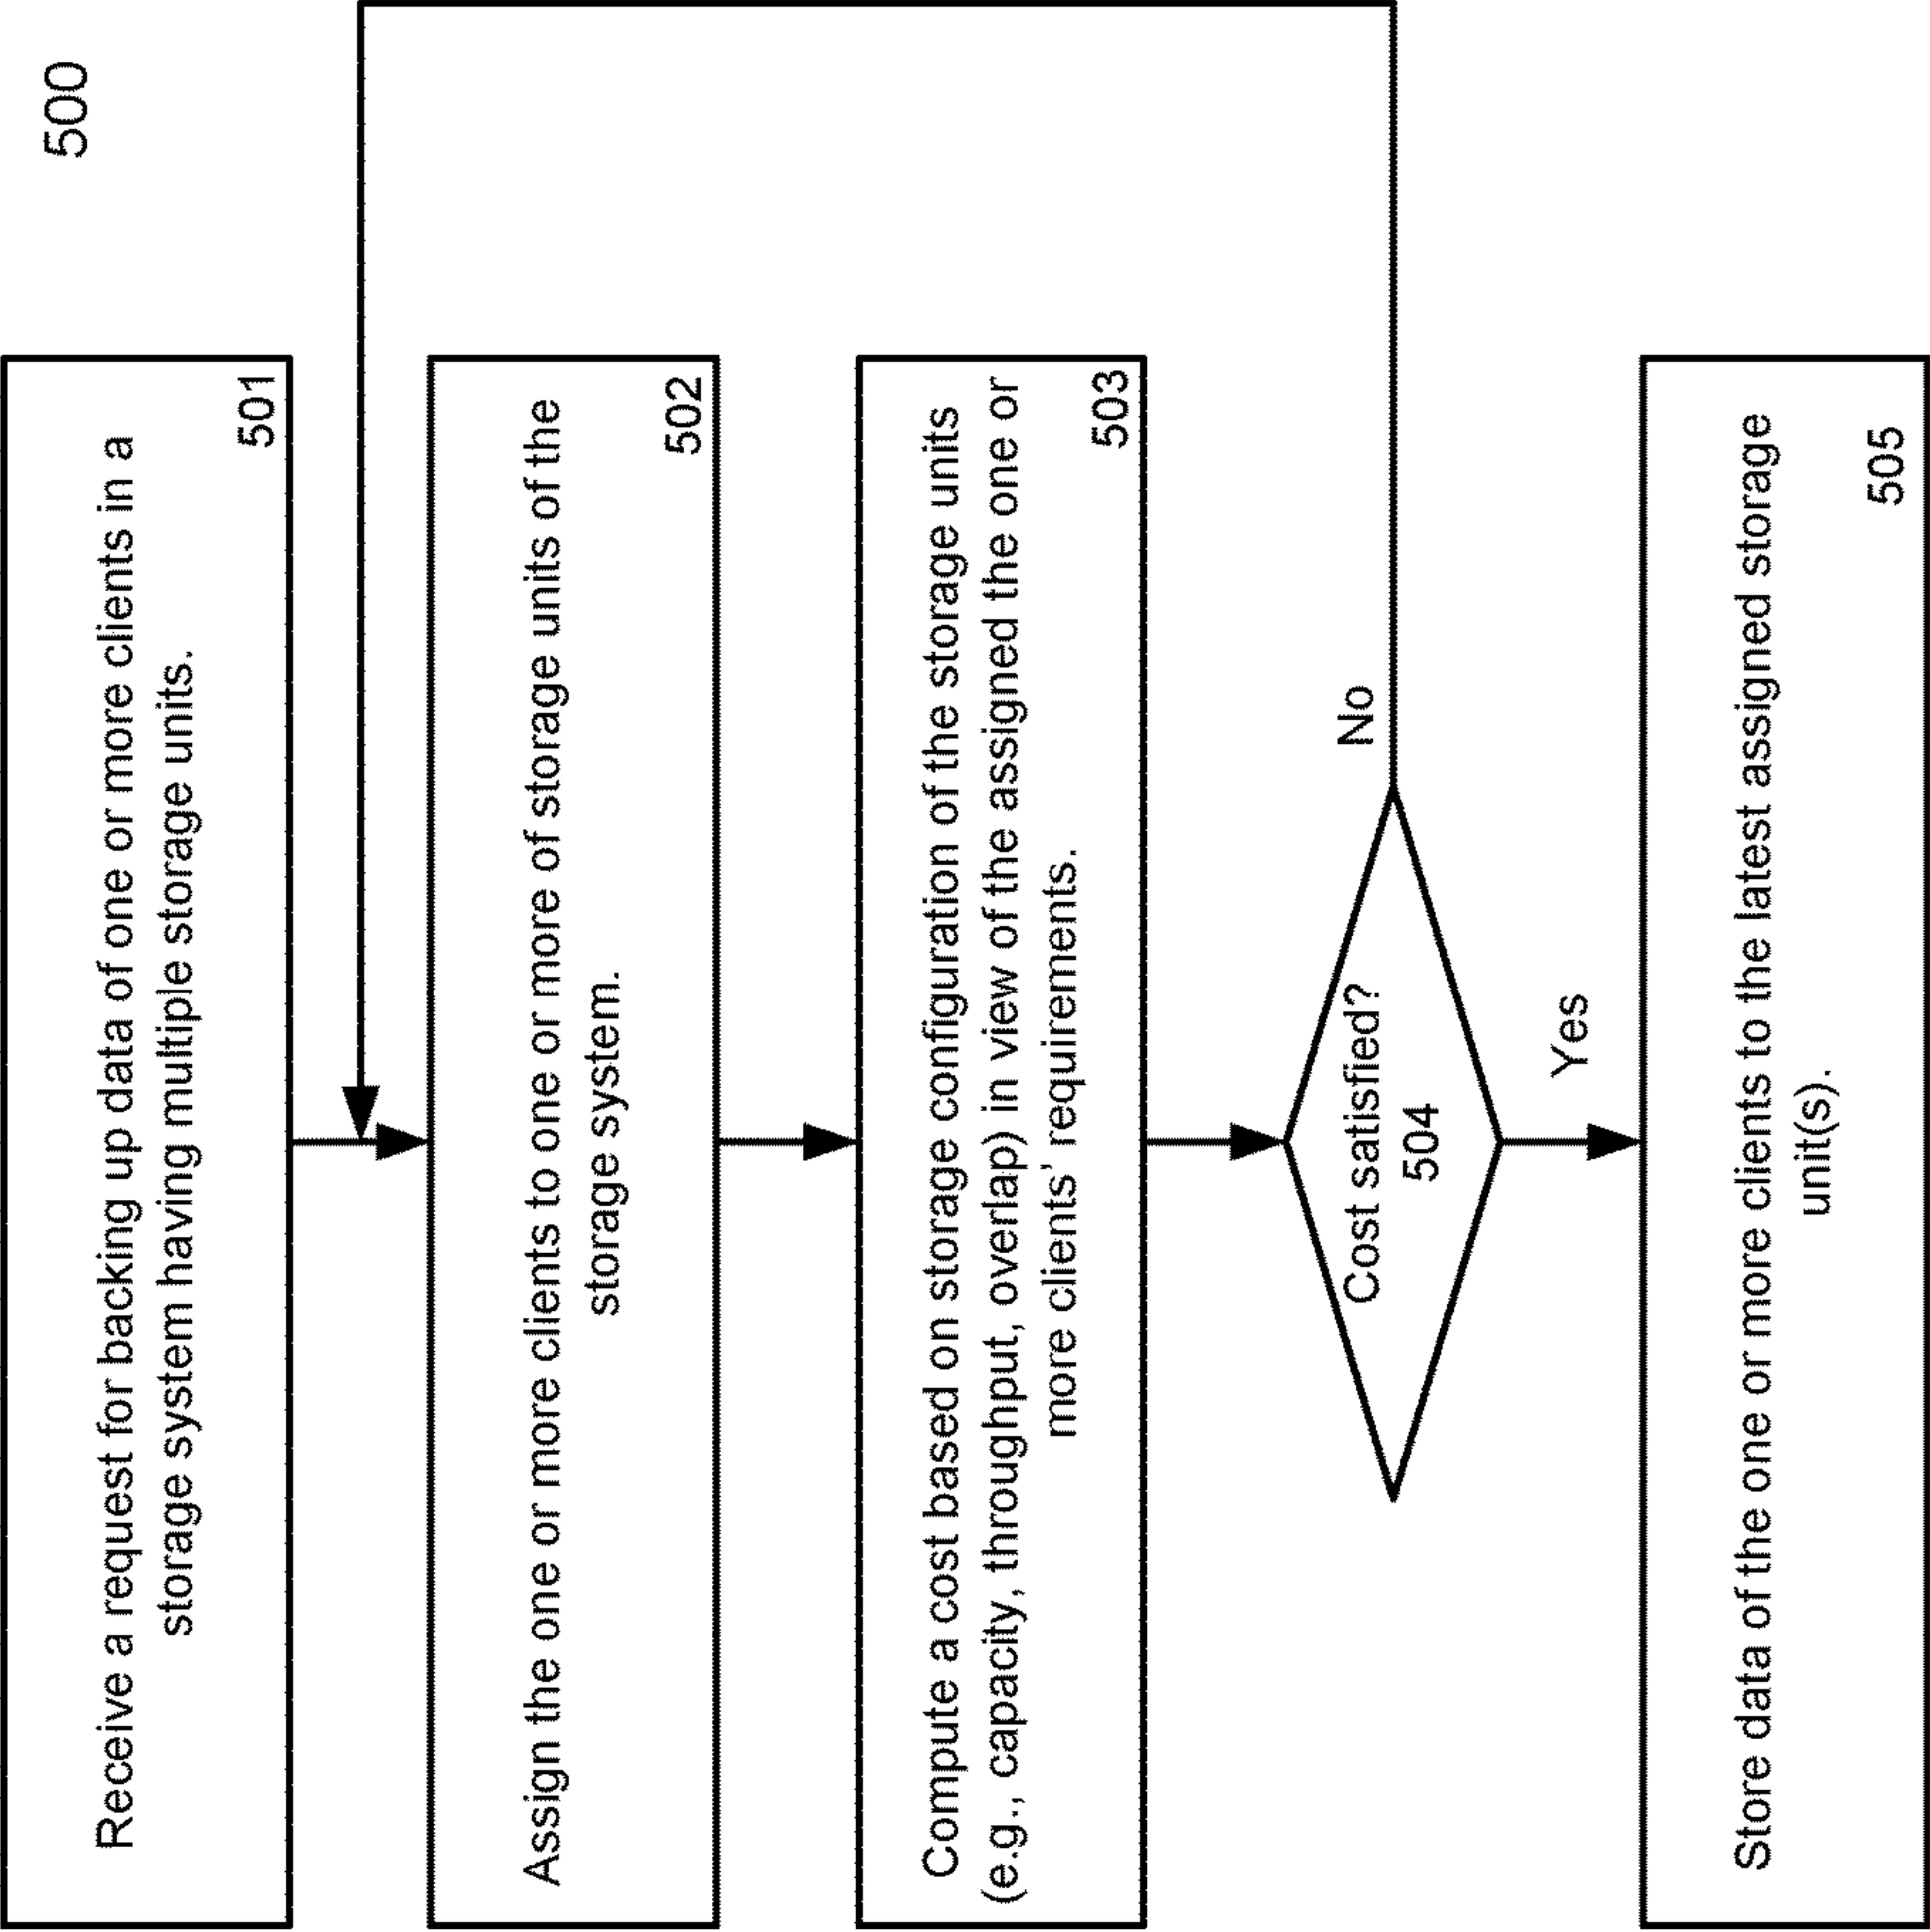 500
Receive a request for backing up data of one or more clients in a
storage system having multiple storage units.
501
Assign the one or more clients to one or more of storage units of the
storage system.
502
Compute a cost based on storage configuration of the storage units
(e.g., capacity, throughput, overlap) in view of the assigned the one or
more clients' requirements.
503
Cost satisfied?
504
No
Yes
Store data of the one or more clients to the latest assigned storage
unit(s).
505